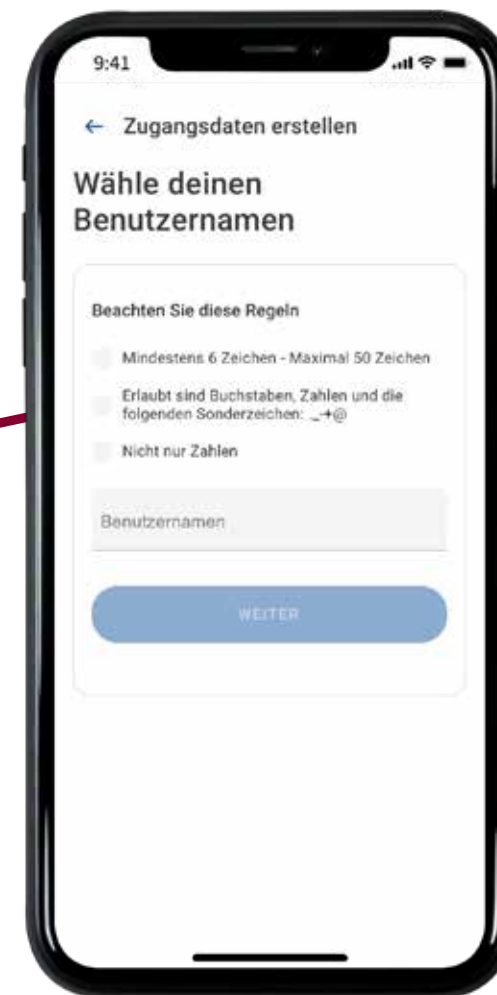 9:41
← Zugangsdaten erstellen
Wähle deinen
Benutzernamen
Beachten Sie diese Regeln
Mindestens 6 Zeichen - Maximal 50 Zeichen
Erlaubt sind Buchstaben, Zahlen und die
folgenden Sonderzeichen: ._-+@
Nicht nur Zahlen
Benutzernamen
WEITER